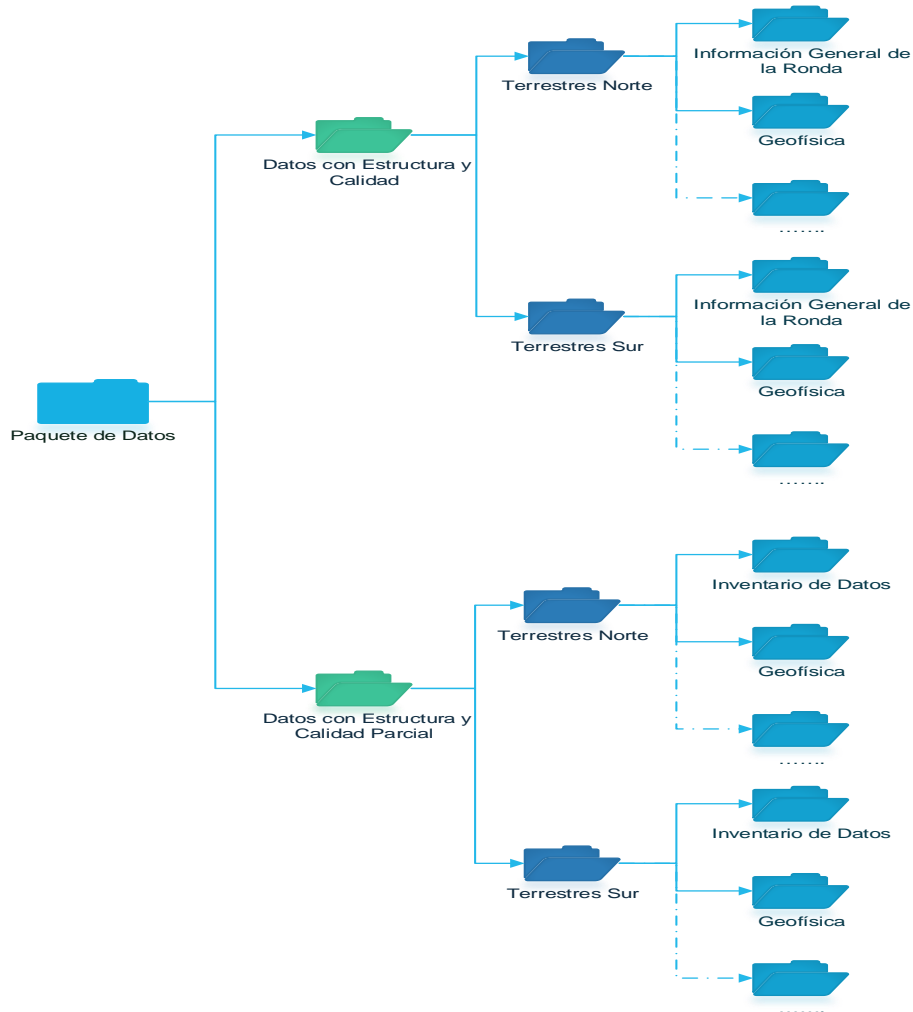 Información General de
la Ronda
Terrestres Norte
Geofísica
Datos con Estructura y
Calidad
…….
Información General de
la Ronda
Terrestres Sur
Geofísica
Paquete de Datos
…….
Inventario de Datos
Terrestres Norte
Geofísica
Datos con Estructura y
Calidad Parcial
…….
Inventario de Datos
Terrestres Sur
Geofísica
…….